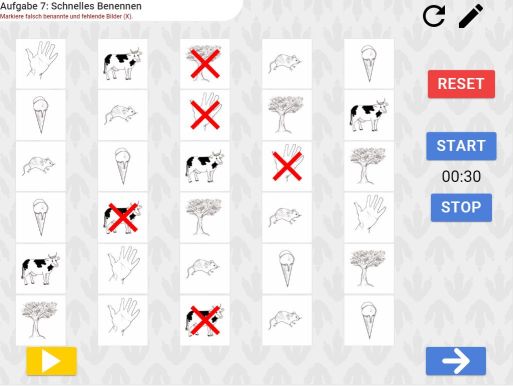 Aufgabe 7: Schnelles Benennen
Markiere falsch benannte und fehlende Bilder (X).
RESET
START
00:30
STOP